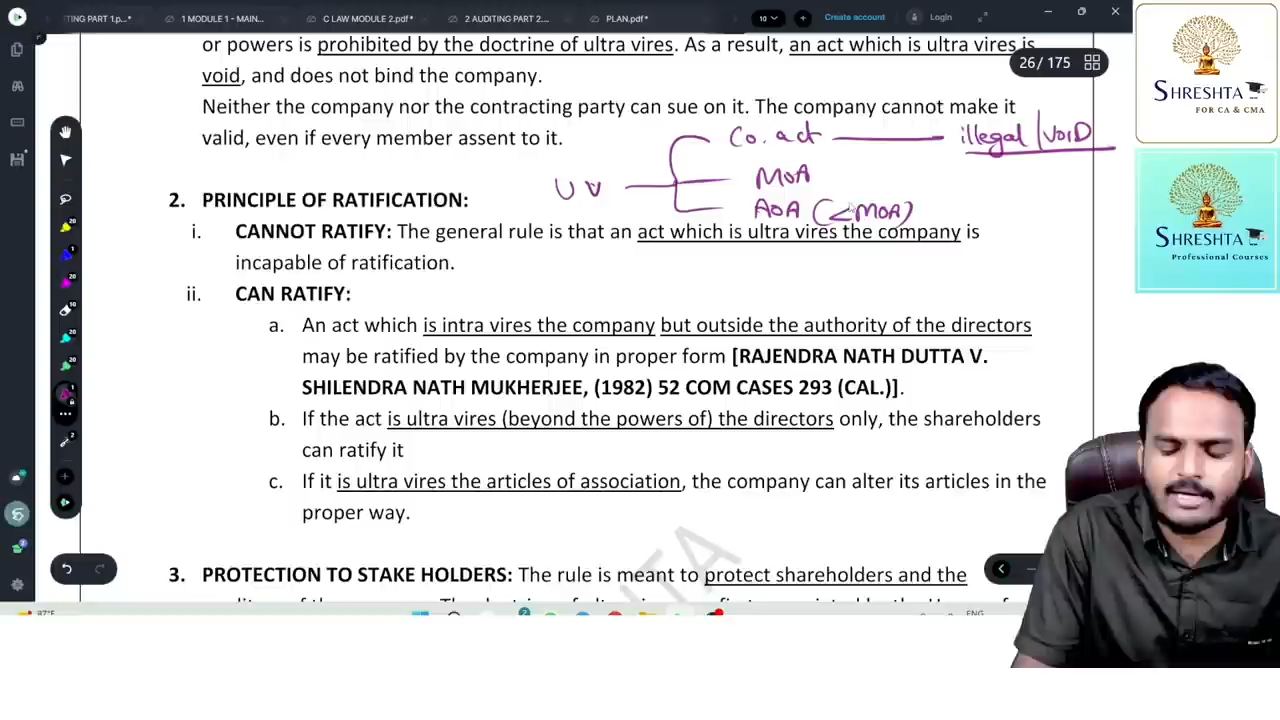 TING PART 1.p...*
1 MODULE 1 - MAIN...
C LAW MODULE 2.pdf*
2 AUDITING PART 2....
PLAN.pdf*
10
Create account
Login
or powers is prohibited by the doctrine of ultra vires. As a result, an act which is ultra vires is
26 / 175
void, and does not bind the company.
Neither the company nor the contracting party can sue on it. The company cannot make it
valid, even if every member assent to it.
Co. act illegal / VOID
U V
MOA
AOA (<MOA)
2. PRINCIPLE OF RATIFICATION:
i. CANNOT RATIFY: The general rule is that an act which is ultra vires the company is
incapable of ratification.
ii. CAN RATIFY:
a. An act which is intra vires the company but outside the authority of the directors
may be ratified by the company in proper form [RAJENDRA NATH DUTTA V.
SHILENDRA NATH MUKHERJEE, (1982) 52 COM CASES 293 (CAL.)].
b. If the act is ultra vires (beyond the powers of) the directors only, the shareholders
can ratify it
c. If it is ultra vires the articles of association, the company can alter its articles in the
proper way.
3. PROTECTION TO STAKE HOLDERS: The rule is meant to protect shareholders and the
87°F
ENG
SHRESHTA
FOR CA & CMA
SHRESHTA
Professional Courses